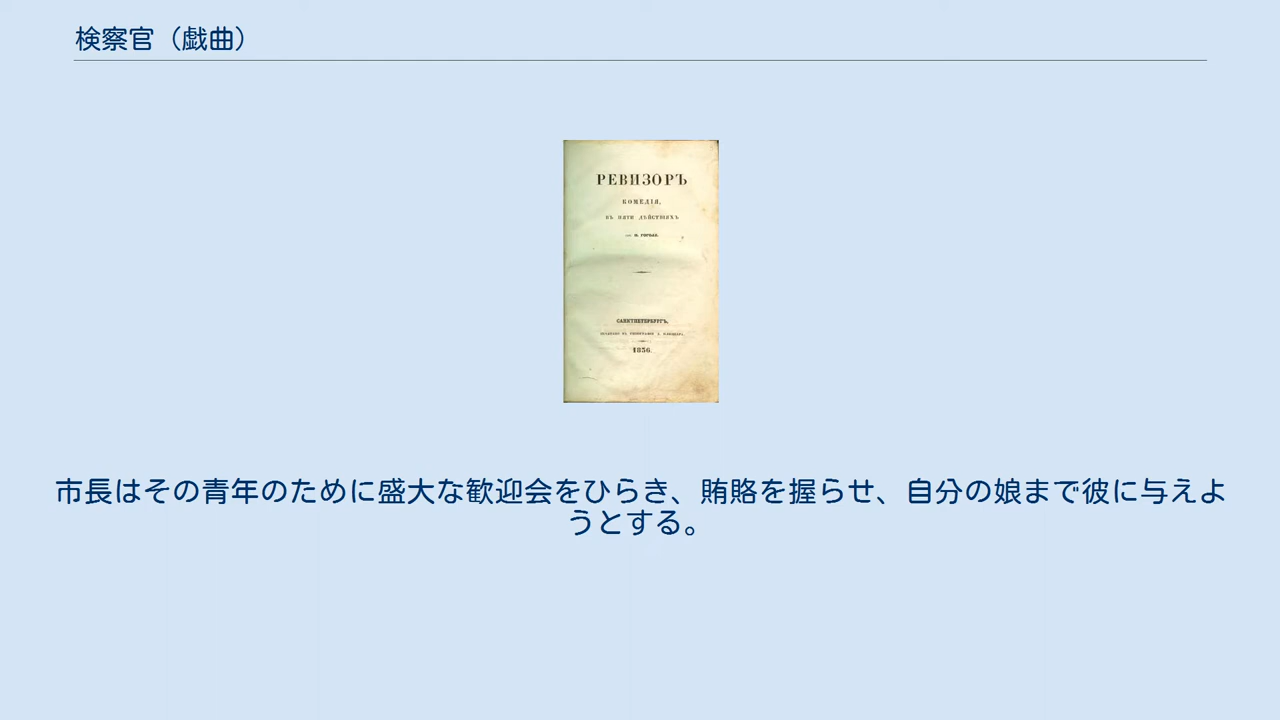 検察官（戯曲）
РЕВИЗОРЪ
КОМЕДІЯ,
ВЪ ПЯТИ ДѢЙСТВІЯХЪ
Н. ГОГОЛЯ.
САНКТПЕТЕРБУРГЪ,
1836.
市長はその青年のために盛大な歓迎会をひらき、賄賂を握らせ、自分の娘まで彼に与えよ
うとする。